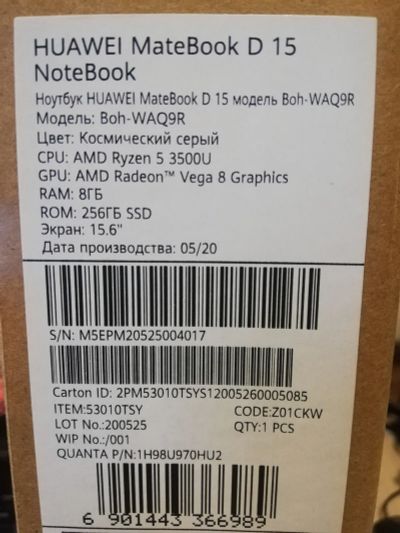 HUAWEI MateBook D 15
NoteBook
Ноутбук HUAWEI MateBook D 15 модель Boh-WAQ9R
Модель: Boh-WAQ9R
Цвет: Космический серый
CPU: AMD Ryzen 5 3500U
GPU: AMD Radeon™ Vega 8 Graphics
RAM: 8ГБ
ROM: 256ГБ SSD
Экран: 15.6"
Дата производства: 05/20
S/N: M5EPM20525004017
Carton ID: 2PM53010TSYS12005260005085
ITEM:53010TSY CODE:Z01CKW
LOT No.:200525 QTY:1 PCS
WIP No.:/001
QUANTA P/N:1H98U970HU2
6 901443 366989